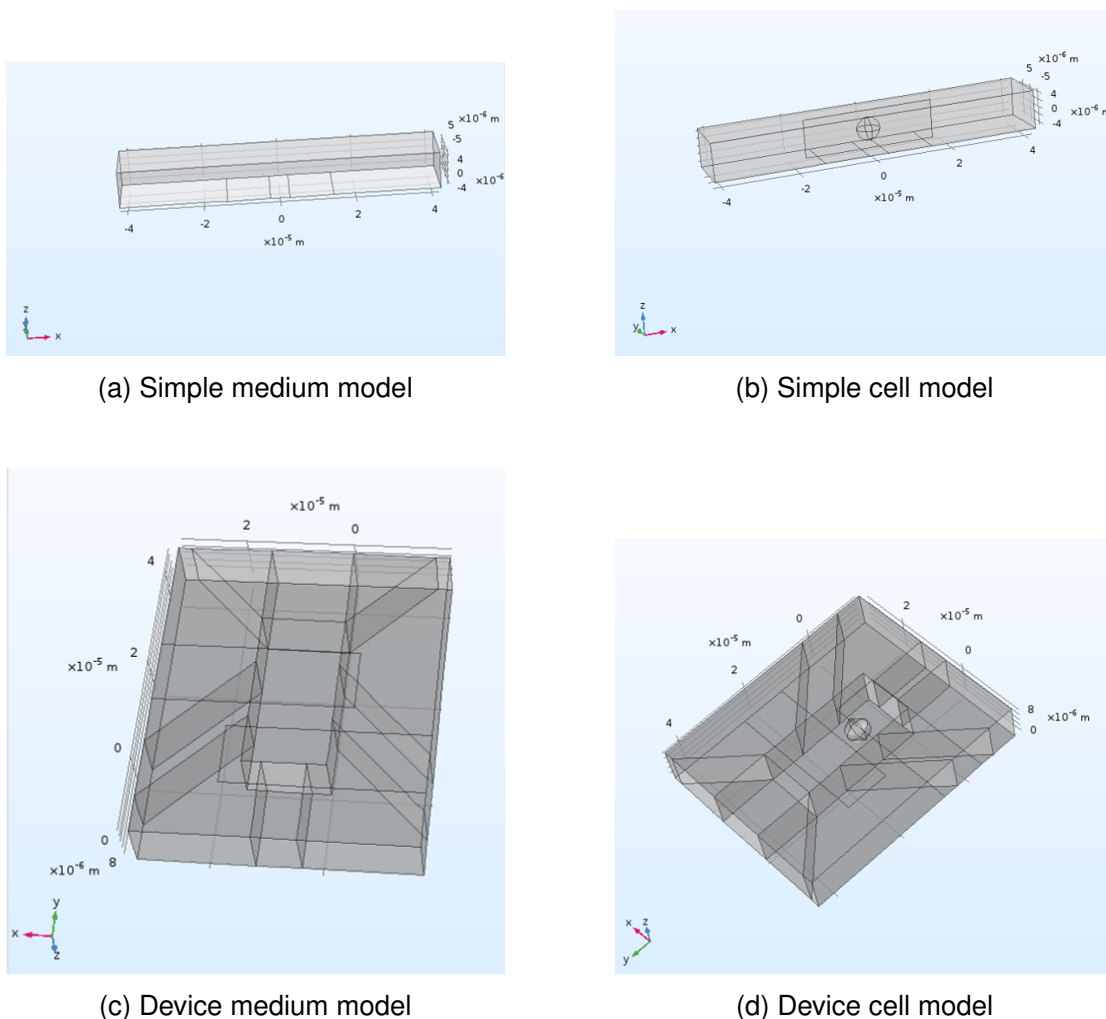 ×10⁻⁶ m
5
-5
4
0
-4
×10⁻⁶
-4
-2
0
2
4
×10⁻⁵ m
z
x
(a) Simple medium model
×10⁻⁶ m
5
-5
4
0
-4
×10⁻⁶ m
4
2
0
-2
-4
×10⁻⁵ m
z
y
x
(b) Simple cell model
×10⁻⁵ m
2
0
4
2
×10⁻⁵ m
0
0
8
×10⁻⁶ m
y
x
z
(c) Device medium model
2
×10⁻⁵ m
0
0
×10⁻⁵ m
2
4
8
×10⁻⁶ m
0
x
z
y
(d) Device cell model